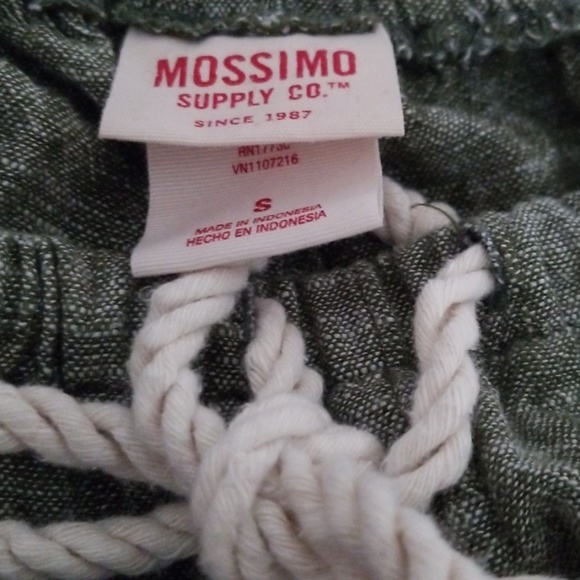 MOSSIMO
SUPPLY CO.™
SINCE 1987
VN1107216
S
MADE IN INDONESIA
HECHO EN INDONESIA